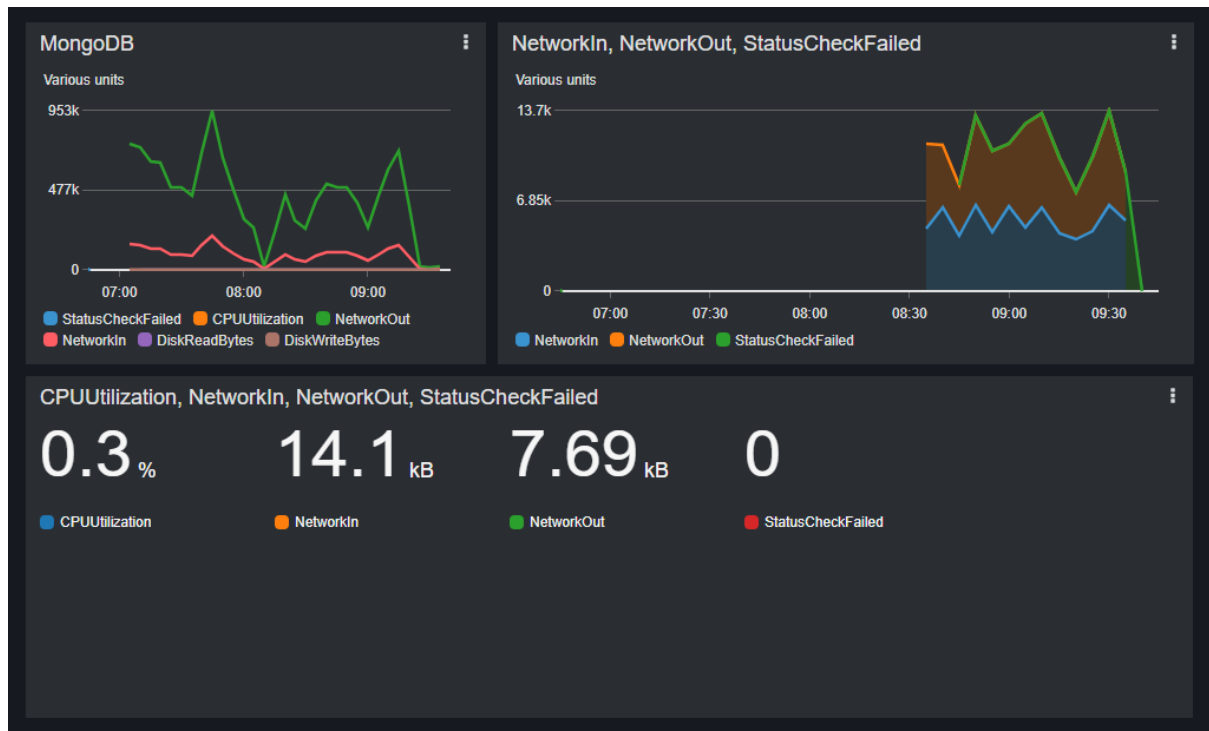 MongoDB
Various units
953k
477k
0
07:00 08:00 09:00
StatusCheckFailed CPUUtilization NetworkOut
NetworkIn DiskReadBytes DiskWriteBytes
NetworkIn, NetworkOut, StatusCheckFailed
Various units
13.7k
6.85k
0
07:00 07:30 08:00 08:30 09:00 09:30
NetworkIn NetworkOut StatusCheckFailed
CPUUtilization, NetworkIn, NetworkOut, StatusCheckFailed
0.3 % 14.1 kB 7.69 kB 0
CPUUtilization NetworkIn NetworkOut StatusCheckFailed